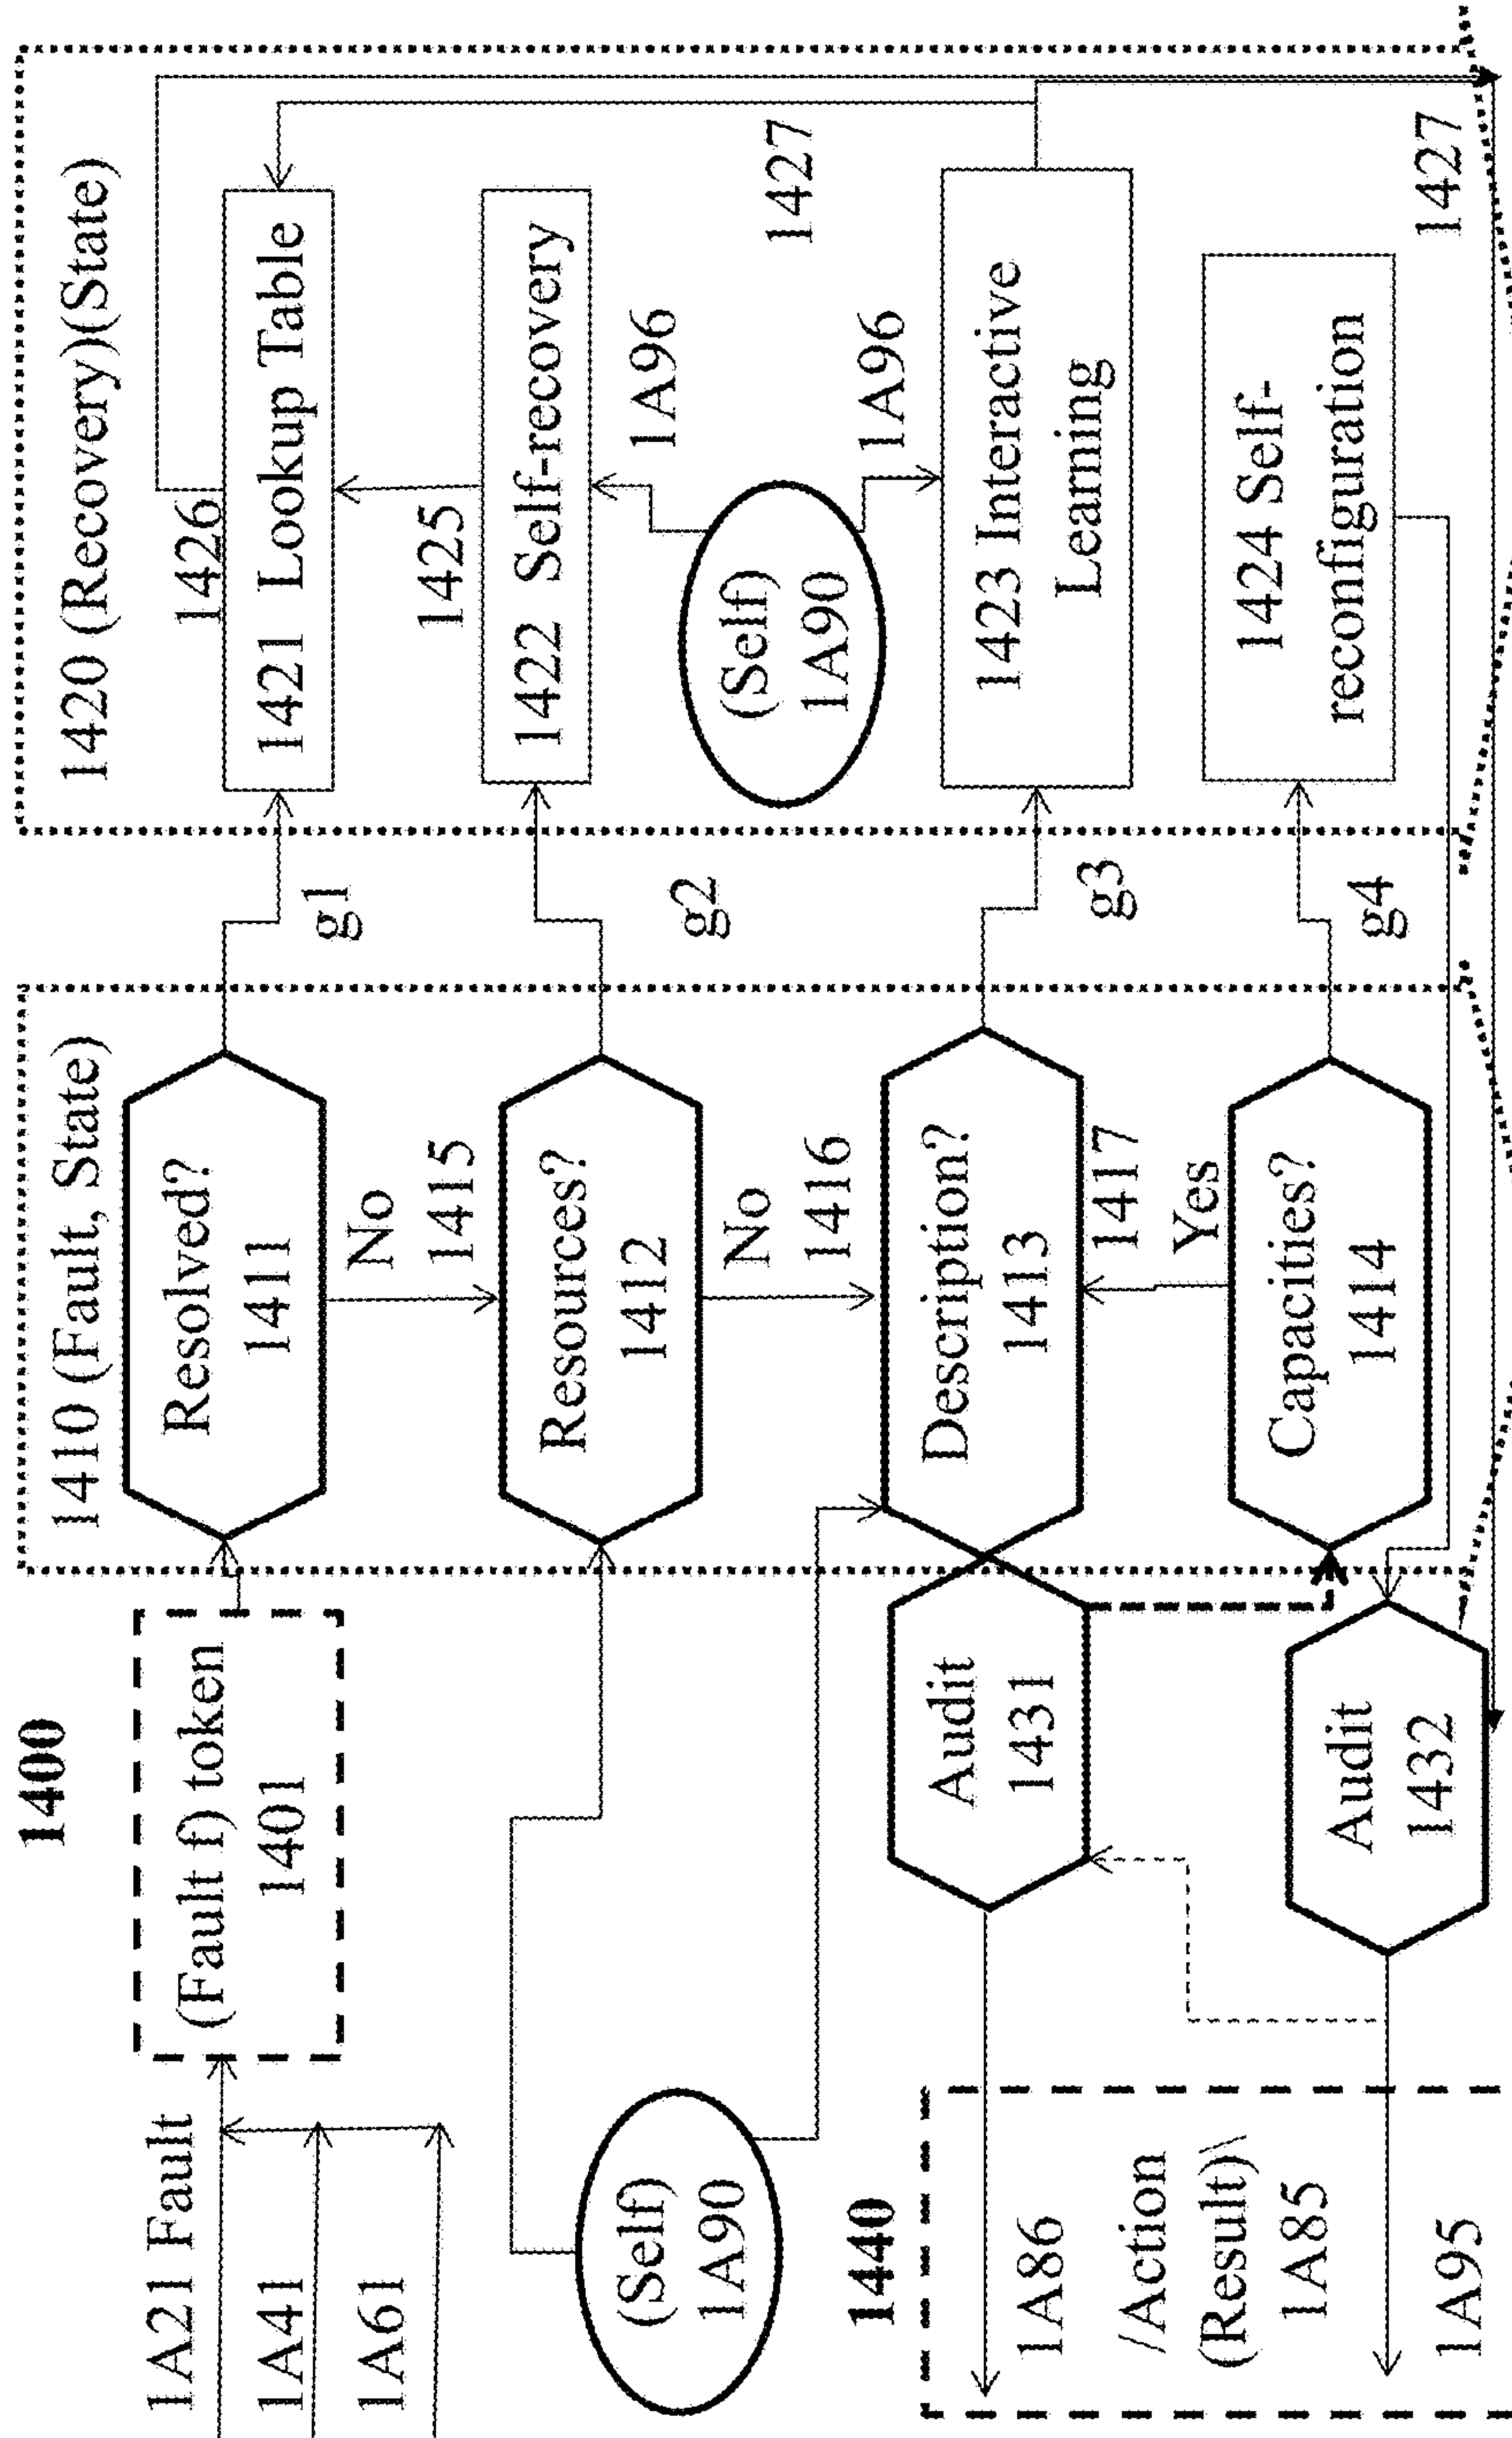 1400
1A21 Fault
1A41
1A61
(Fault f) token
1401
(Self)
1A90
1440
1A86
/Action
(Result)\
1A85
1A95
1410 (Fault, State)
Resolved?
1411
No
1415
Resources?
1412
No
1416
Description?
1413
1417
Yes
Capacities?
1414
Audit
1431
Audit
1432
g1
g2
g3
g4
1420 (Recovery)(State)
1426
1421 Lookup Table
1425
1422 Self-recovery
1A96
(Self)
1A90
1427
1A96
1423 Interactive
Learning
1424 Self-
reconfiguration
1427